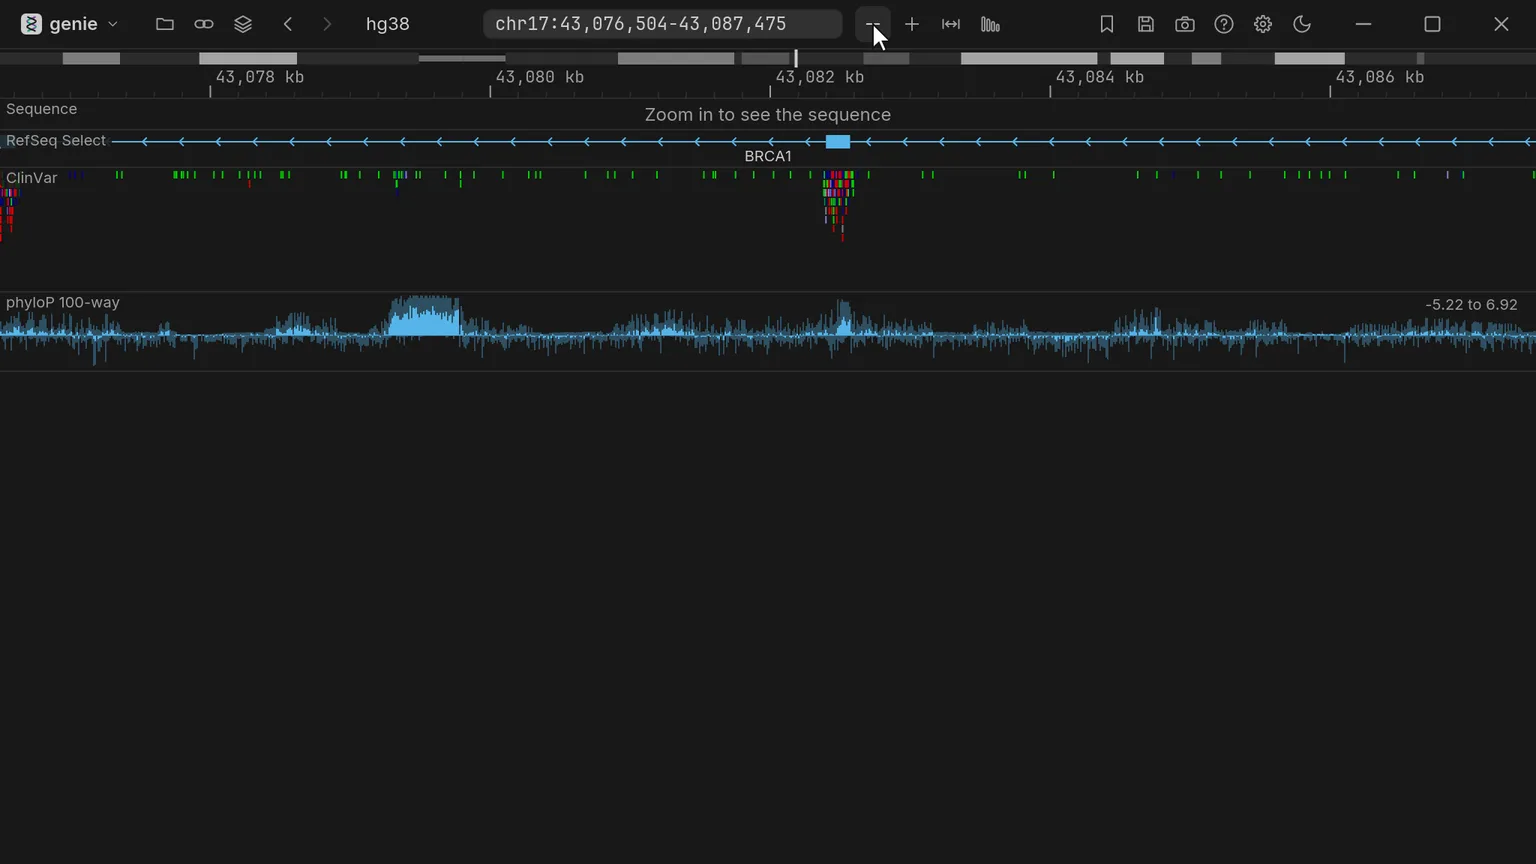 genie hg38 chr17:43,076,504-43,087,475
43,078 kb 43,080 kb 43,082 kb 43,084 kb 43,086 kb
Sequence
Zoom in to see the sequence
RefSeq Select
BRCA1
ClinVar
phyloP 100-way -5.22 to 6.92